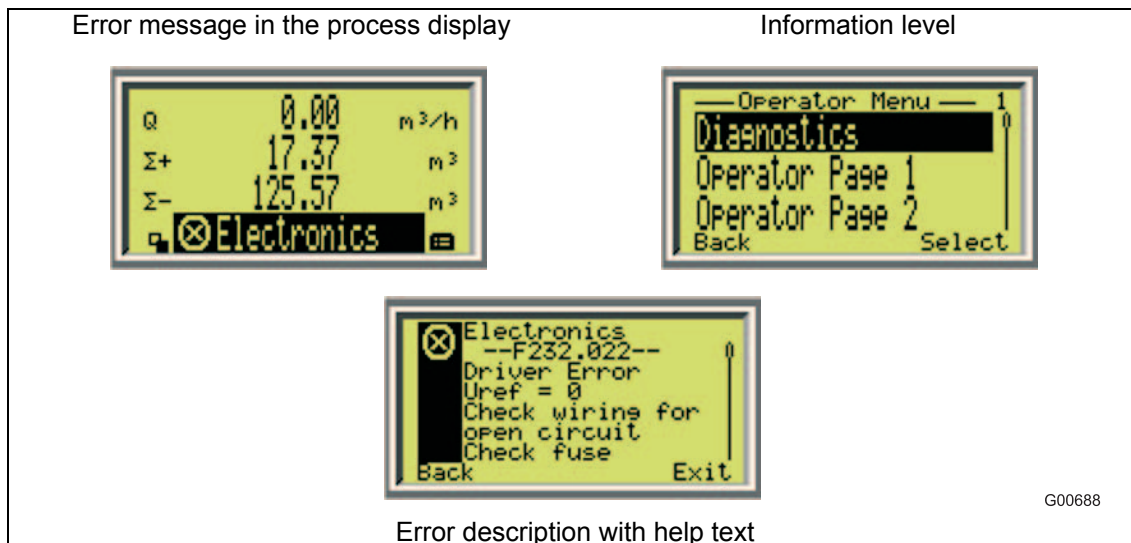 Error message in the process display
Information level
Q 0.00 m³/h
Σ+ 17.37 m³
Σ- 125.57 m³
Electronics
Operator Menu 1
Diagnostics
Operator Page 1
Operator Page 2
Back Select
Electronics
--F232.022--
Driver Error
Uref = 0
Check wiring for
open circuit
Check fuse
Back Exit
G00688
Error description with help text